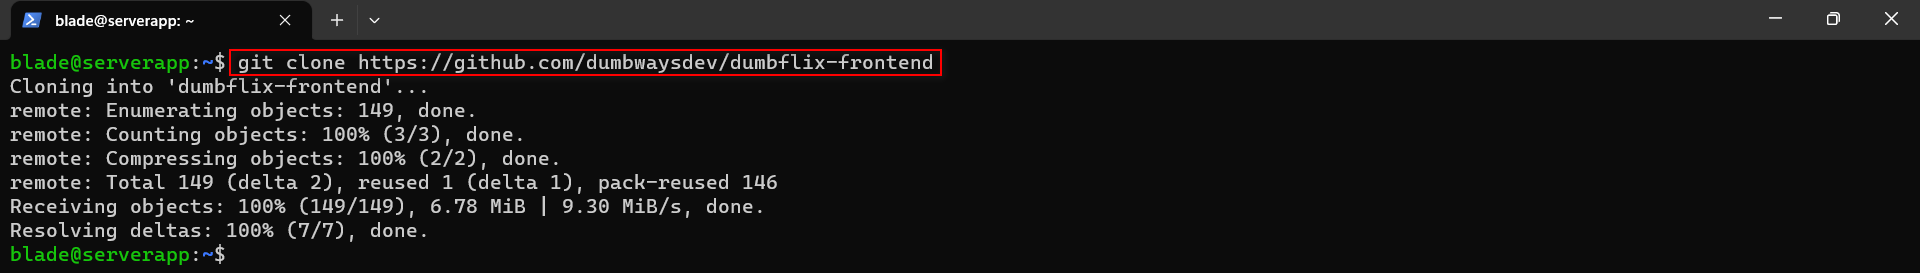 blade@serverapp: ~
blade@serverapp:~$ git clone https://github.com/dumbwaysdev/dumbflix-frontend
Cloning into 'dumbflix-frontend'...
remote: Enumerating objects: 149, done.
remote: Counting objects: 100% (3/3), done.
remote: Compressing objects: 100% (2/2), done.
remote: Total 149 (delta 2), reused 1 (delta 1), pack-reused 146
Receiving objects: 100% (149/149), 6.78 MiB | 9.30 MiB/s, done.
Resolving deltas: 100% (7/7), done.
blade@serverapp:~$